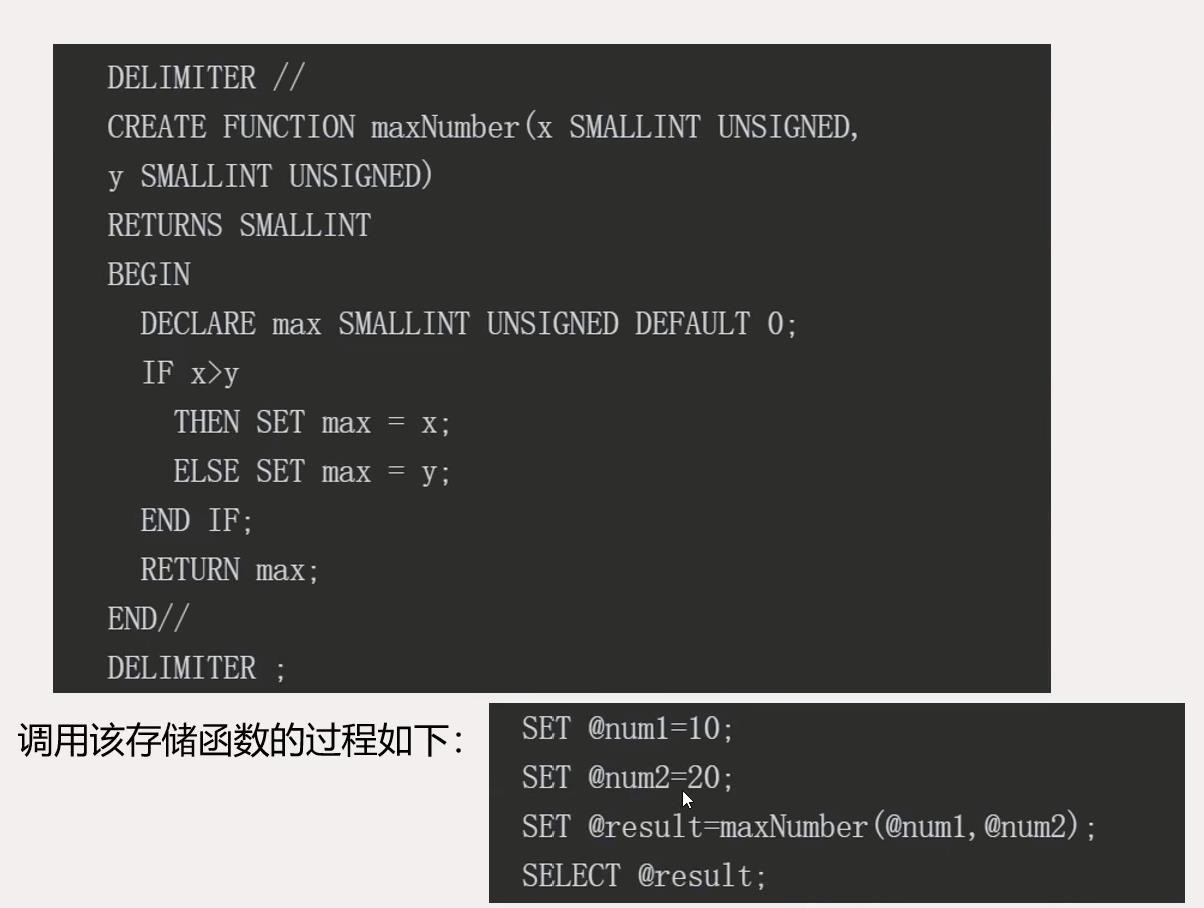 DELIMITER //
CREATE FUNCTION maxNumber(x SMALLINT UNSIGNED,
y SMALLINT UNSIGNED)
RETURNS SMALLINT
BEGIN
DECLARE max SMALLINT UNSIGNED DEFAULT 0;
IF x>y
THEN SET max = x;
ELSE SET max = y;
END IF;
RETURN max;
END//
DELIMITER ;
调用该存储函数的过程如下：
SET @num1=10;
SET @num2=20;
SET @result=maxNumber(@num1,@num2);
SELECT @result;